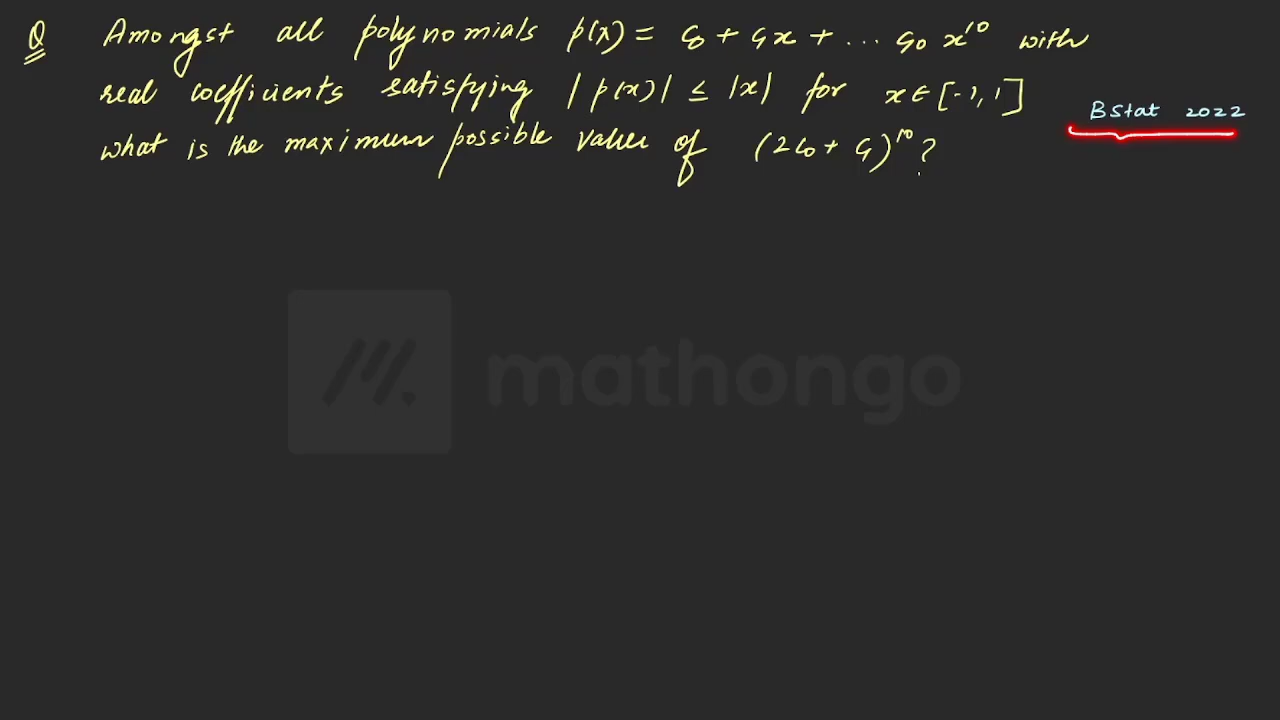 Q Amongst all polynomials p(x) = c₀ + c₁x + ... c₁₀ x¹⁰ with
real coefficients satisfying |p(x)| ≤ |x| for x ∈ [-1, 1]
BStat 2022
what is the maximum possible value of (2c₀ + c₁)¹⁰ ?
mathongo